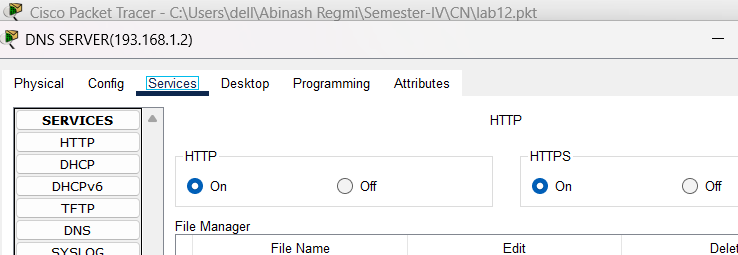 Cisco Packet Tracer - C:\Users\dell\Abinash Regmi\Semester-IV\CN\lab12.pkt
DNS SERVER(193.168.1.2)
Physical Config Services Desktop Programming Attributes
SERVICES
HTTP
DHCP
DHCPv6
TFTP
DNS
SYSLOG
HTTP
HTTP
On Off
HTTPS
On Off
File Manager
File Name Edit